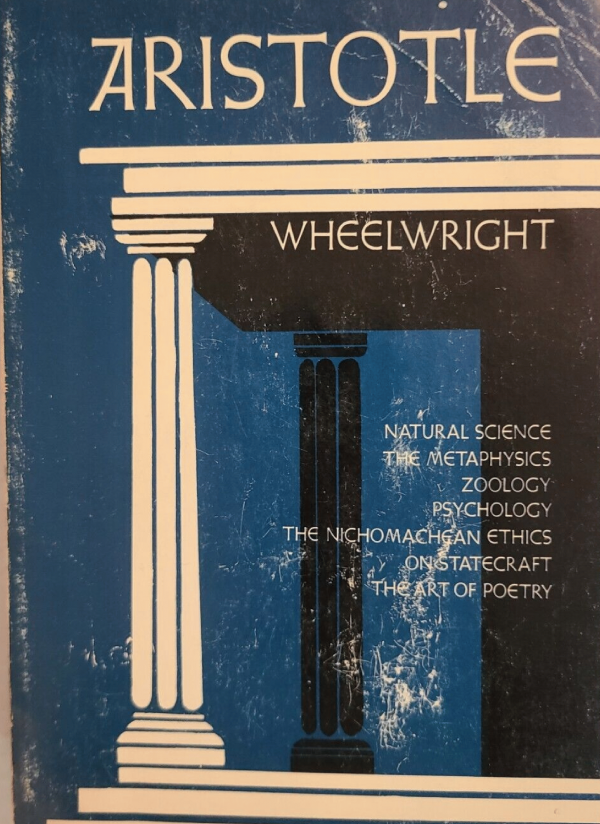 ARISTOTLE
WHEELWRIGHT
NATURAL SCIENCE
THE METAPHYSICS
ZOOLOGY
PSYCHOLOGY
THE NICHOMACHEAN ETHICS
ON STATECRAFT
THE ART OF POETRY